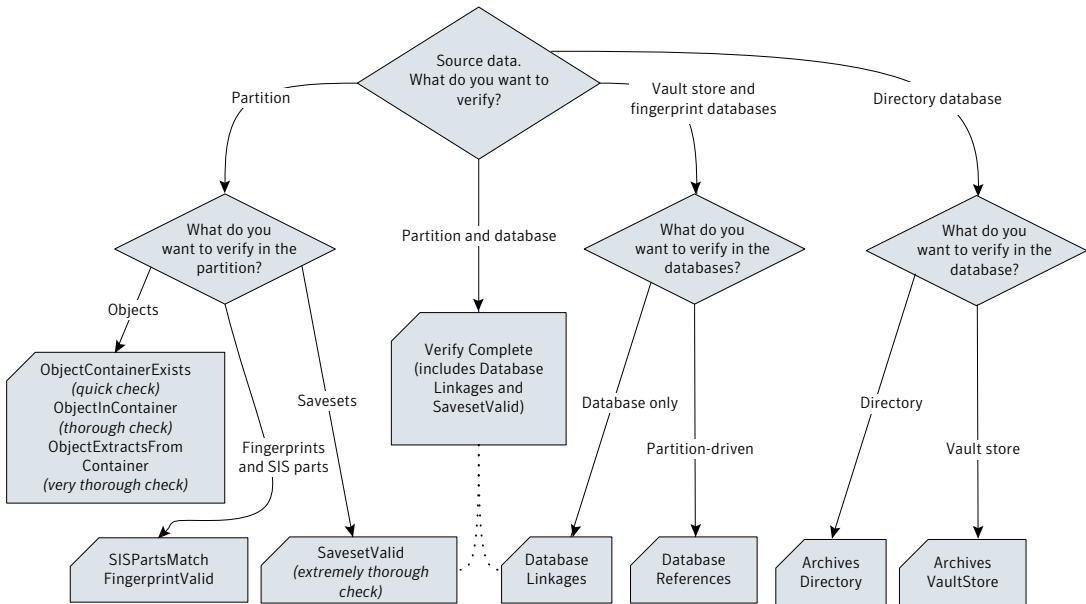 Source data.
What do you want to
verify?
Partition
Vault store and
fingerprint databases
Directory database
What do you
want to verify in the
partition?
Partition and database
What do you
want to verify in the
databases?
What do you
want to verify in the
database?
Objects
ObjectContainerExists
(quick check)
ObjectInContainer
(thorough check)
ObjectExtractsFrom
Container
(very thorough check)
Verify Complete
(includes Database
Linkages and
SavesetValid)
Savesets
Database only
Directory
Fingerprints
and SIS parts
Partition-driven
Vault store
SISPartsMatch
FingerprintValid
SavesetValid
(extremely thorough
check)
Database
Linkages
Database
References
Archives
Directory
Archives
VaultStore